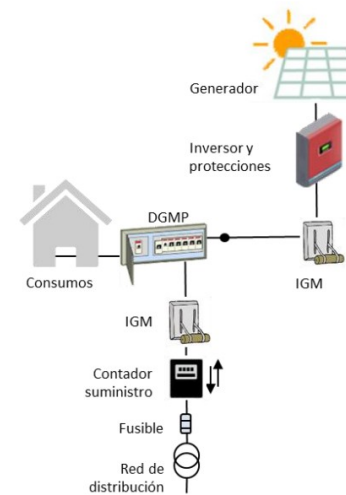 Generador
Inversor y
protecciones
DGMP
Consumos
IGM
IGM
Contador
suministro
Fusible
Red de
distribución